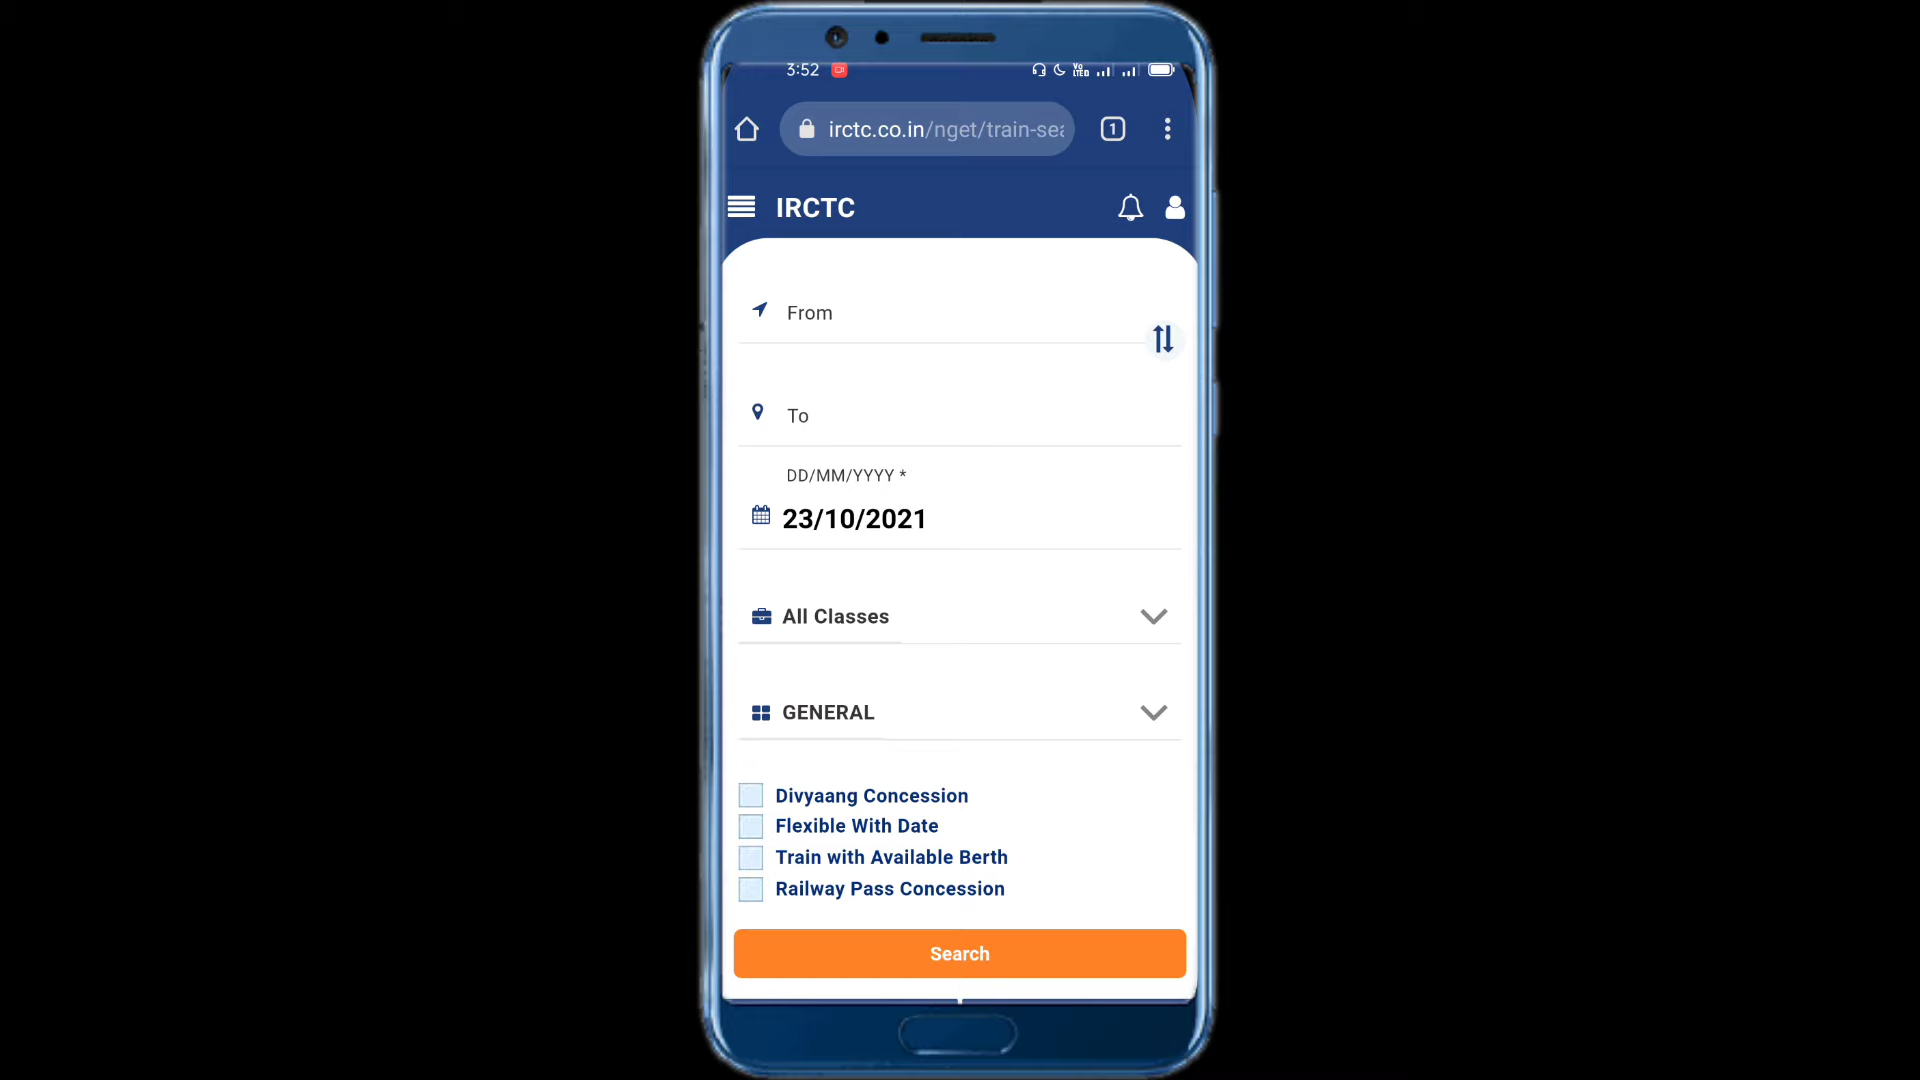 3:52
irctc.co.in/nget/train-sea
1
IRCTC
From
To
DD/MM/YYYY *
23/10/2021
All Classes
GENERAL
Divyaang Concession
Flexible With Date
Train with Available Berth
Railway Pass Concession
Search